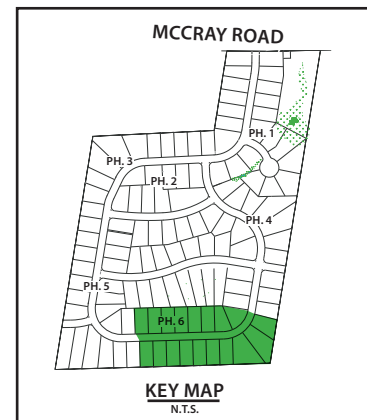 MCCRAY ROAD
PH. 1
PH. 3
PH. 2
PH. 4
PH. 5
PH. 6
KEY MAP
N.T.S.